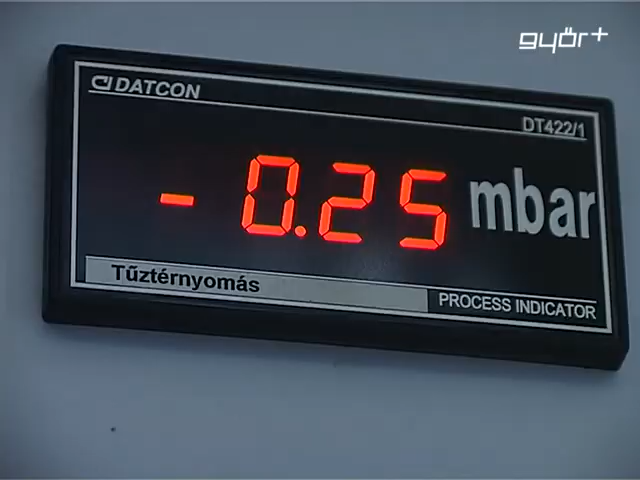 győr+
DATCON
DT422/1
-0.25 mbar
Tűztérnyomás
PROCESS INDICATOR